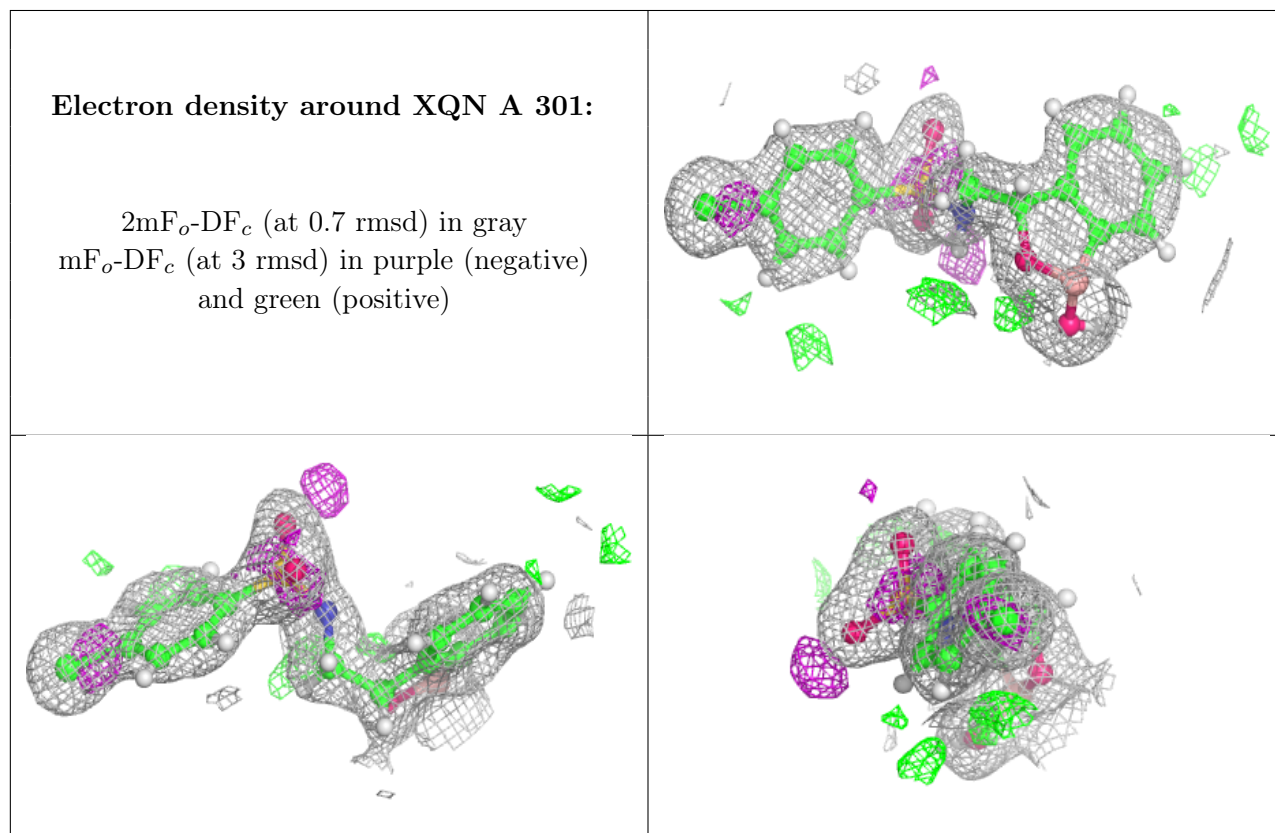 Electron density around XQN A 301:
2mFo-DFc (at 0.7 rmsd) in gray
mFo-DFc (at 3 rmsd) in purple (negative)
and green (positive)